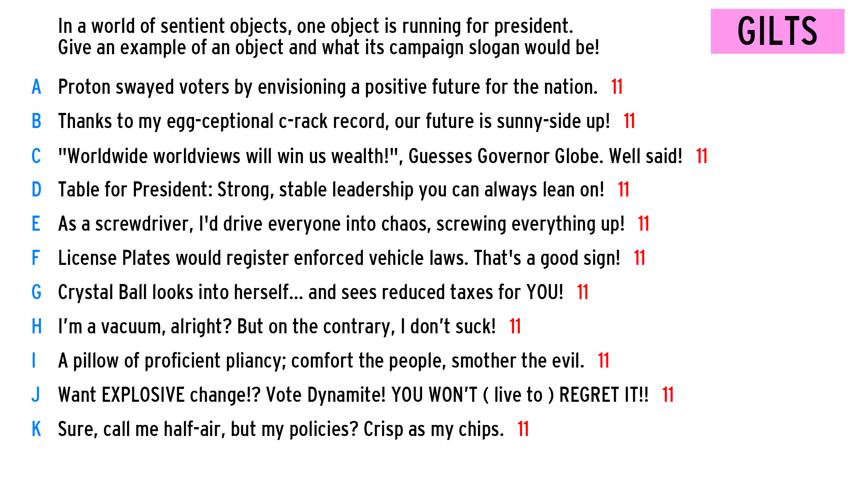 In a world of sentient objects, one object is running for president.
Give an example of an object and what its campaign slogan would be!
GILTS
A Proton swayed voters by envisioning a positive future for the nation. 11
B Thanks to my egg-ceptional c-rack record, our future is sunny-side up! 11
C "Worldwide worldviews will win us wealth!", Guesses Governor Globe. Well said! 11
D Table for President: Strong, stable leadership you can always lean on! 11
E As a screwdriver, I'd drive everyone into chaos, screwing everything up! 11
F License Plates would register enforced vehicle laws. That's a good sign! 11
G Crystal Ball looks into herself... and sees reduced taxes for YOU! 11
H I’m a vacuum, alright? But on the contrary, I don’t suck! 11
I A pillow of proficient pliancy; comfort the people, smother the evil. 11
J Want EXPLOSIVE change!? Vote Dynamite! YOU WON’T ( live to ) REGRET IT!! 11
K Sure, call me half-air, but my policies? Crisp as my chips. 11